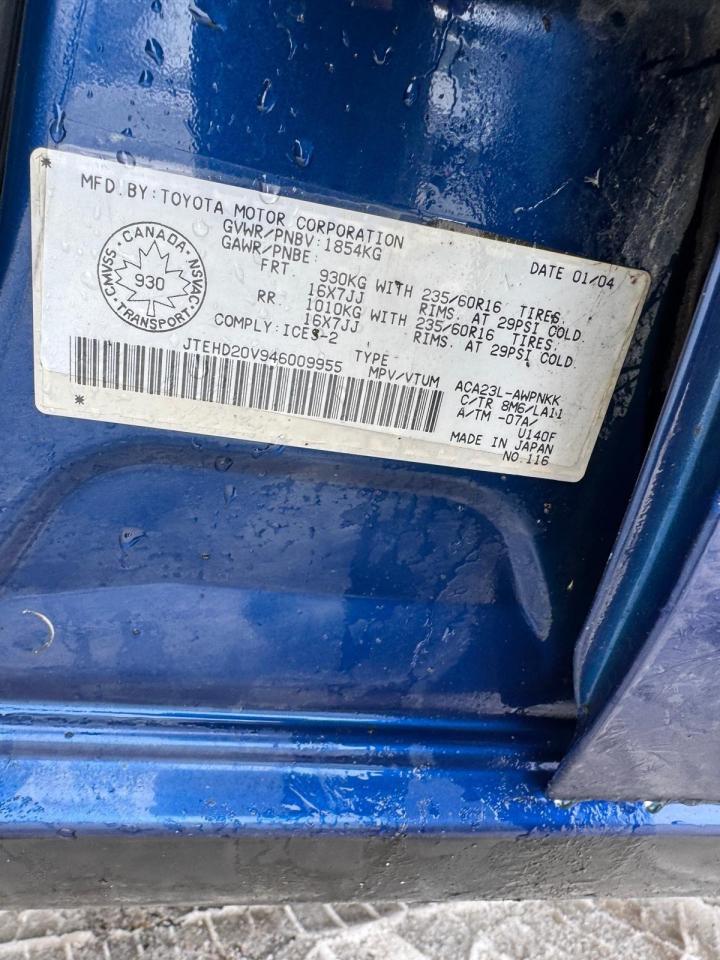 MFD. BY: TOYOTA MOTOR CORPORATION
GVWR/PNBV: 1854KG
DATE 01/04
GAWR/PNBE:
FRT 930KG WITH 235/60R16 TIRES,
16X7JJ RIMS. AT 29PSI COLD.
RR 1010KG WITH 235/60R16 TIRES.
16X7JJ RIMS. AT 29PSI COLD.
COMPLY: ICES-2
CANADA
CMVSS NSVAC
930
TRANSPORT
JTEHD20V946009955
TYPE
MPV/VTUM
ACA23L-AWPNKK
C/TR 8M6/LA11
A/TM -07A/
U140F
MADE IN JAPAN
NO. 116